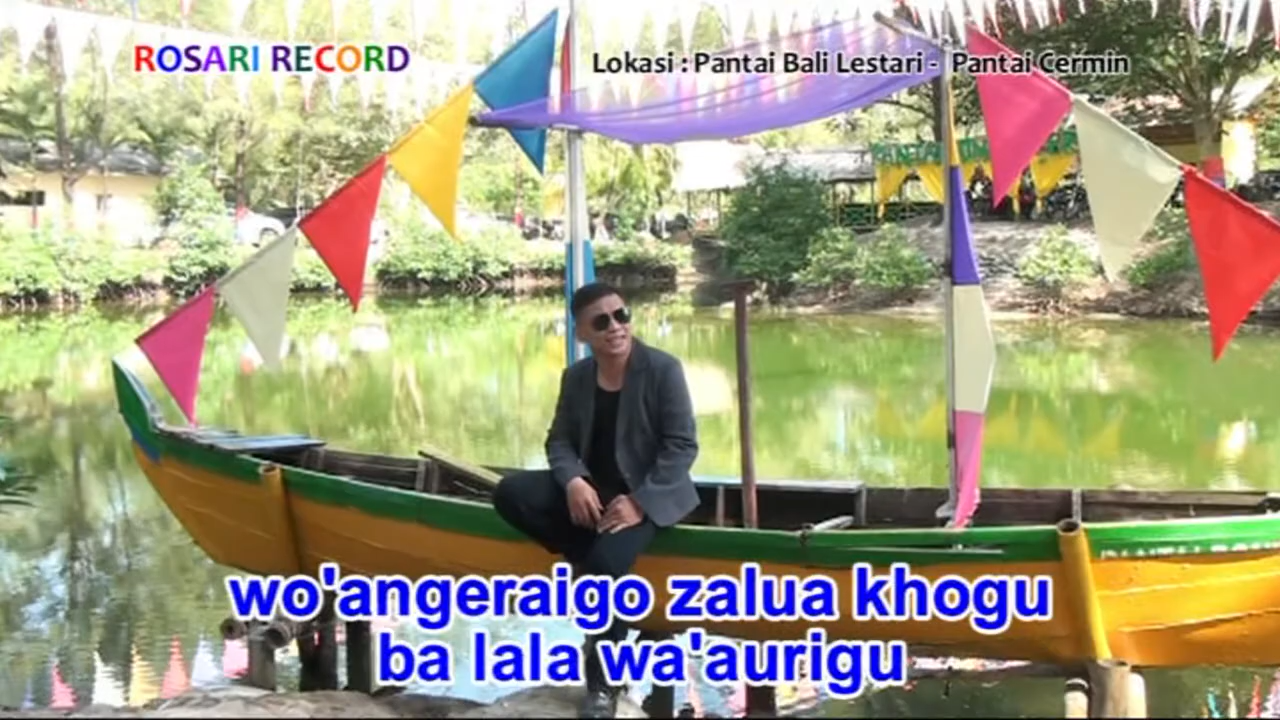 ROSARI RECORD
Lokasi : Pantai Bali Lestari - Pantai Cermin
wo'angeraigo zalua khogu
ba lala wa'aurigu